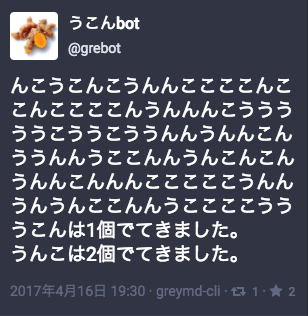 うこんbot
@grebot
んこうこんこうんんここここんこ
こんここここんうんんんこううう
ううこううこううんんうんんこん
ううんんうここんんうんこんこん
うんんこんんんこここここうんん
うんうんここんんうこここここうう
うこんは1個でてきました。
うんこは2個でてきました。
2017年4月16日 19:30 · greymd-cli · 1 · 2